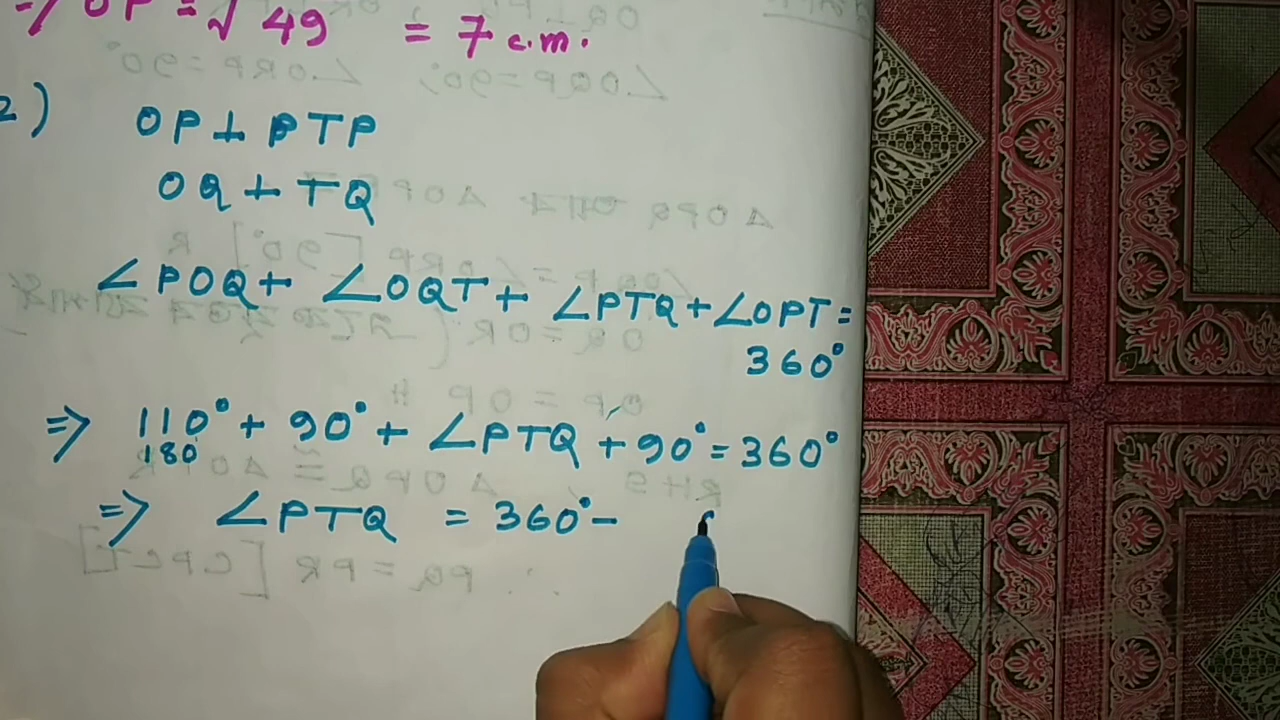 => OP = √49 = 7 c.m.
2) OP ⊥ PTP
OQ ⊥ TQ
∠POQ + ∠OQT + ∠PTQ + ∠OPT =
360°
=> 110° + 90° + ∠PTQ + 90° = 360°
180
=> ∠PTQ = 360° -